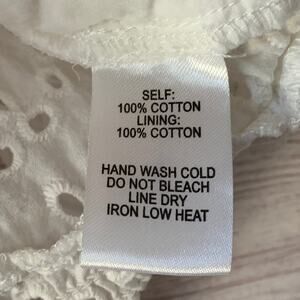 SELF:
100% COTTON
LINING:
100% COTTON
HAND WASH COLD
DO NOT BLEACH
LINE DRY
IRON LOW HEAT